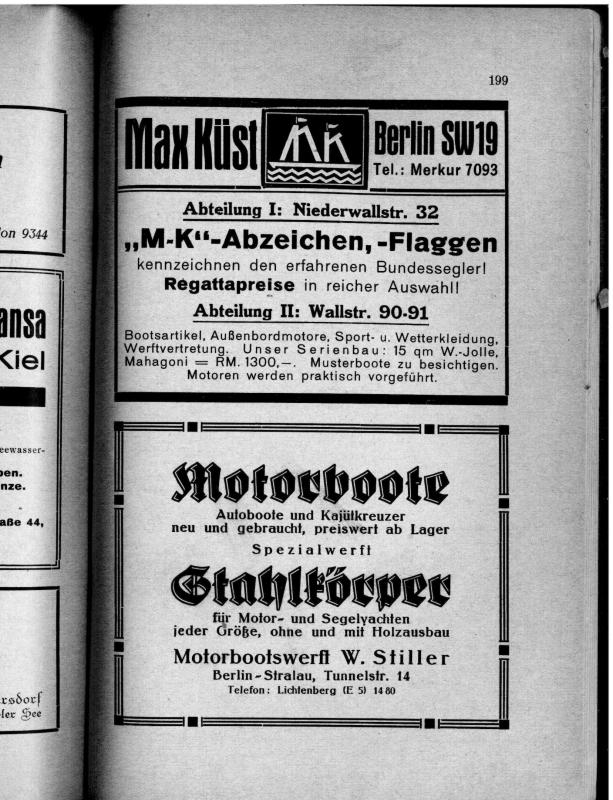 199
Max Küst MK Berlin SW19
Tel.: Merkur 7093
Abteilung I: Niederwallstr. 32
„M-K“-Abzeichen, -Flaggen
kennzeichnen den erfahrenen Bundessegler!
Regattapreise in reicher Auswahl!
Abteilung II: Wallstr. 90-91
Bootsartikel, Außenbordmotore, Sport- u. Wetterkleidung,
Werftvertretung. Unser Serienbau: 15 qm W.-Jolle,
Mahagoni = RM. 1300,—. Musterboote zu besichtigen.
Motoren werden praktisch vorgeführt.
Motorboote
Autoboote und Kajütkreuzer
neu und gebraucht, preiswert ab Lager
Spezialwerft
Stahlkörper
für Motor- und Segelyachten
jeder Größe, ohne und mit Holzausbau
Motorbootswerft W. Stiller
Berlin-Stralau, Tunnelstr. 14
Telefon: Lichtenberg (E 5) 1480
9344
ansa
Kiel
eewasser-
ben.
nze.
aße 44,
rsdorf
ler See